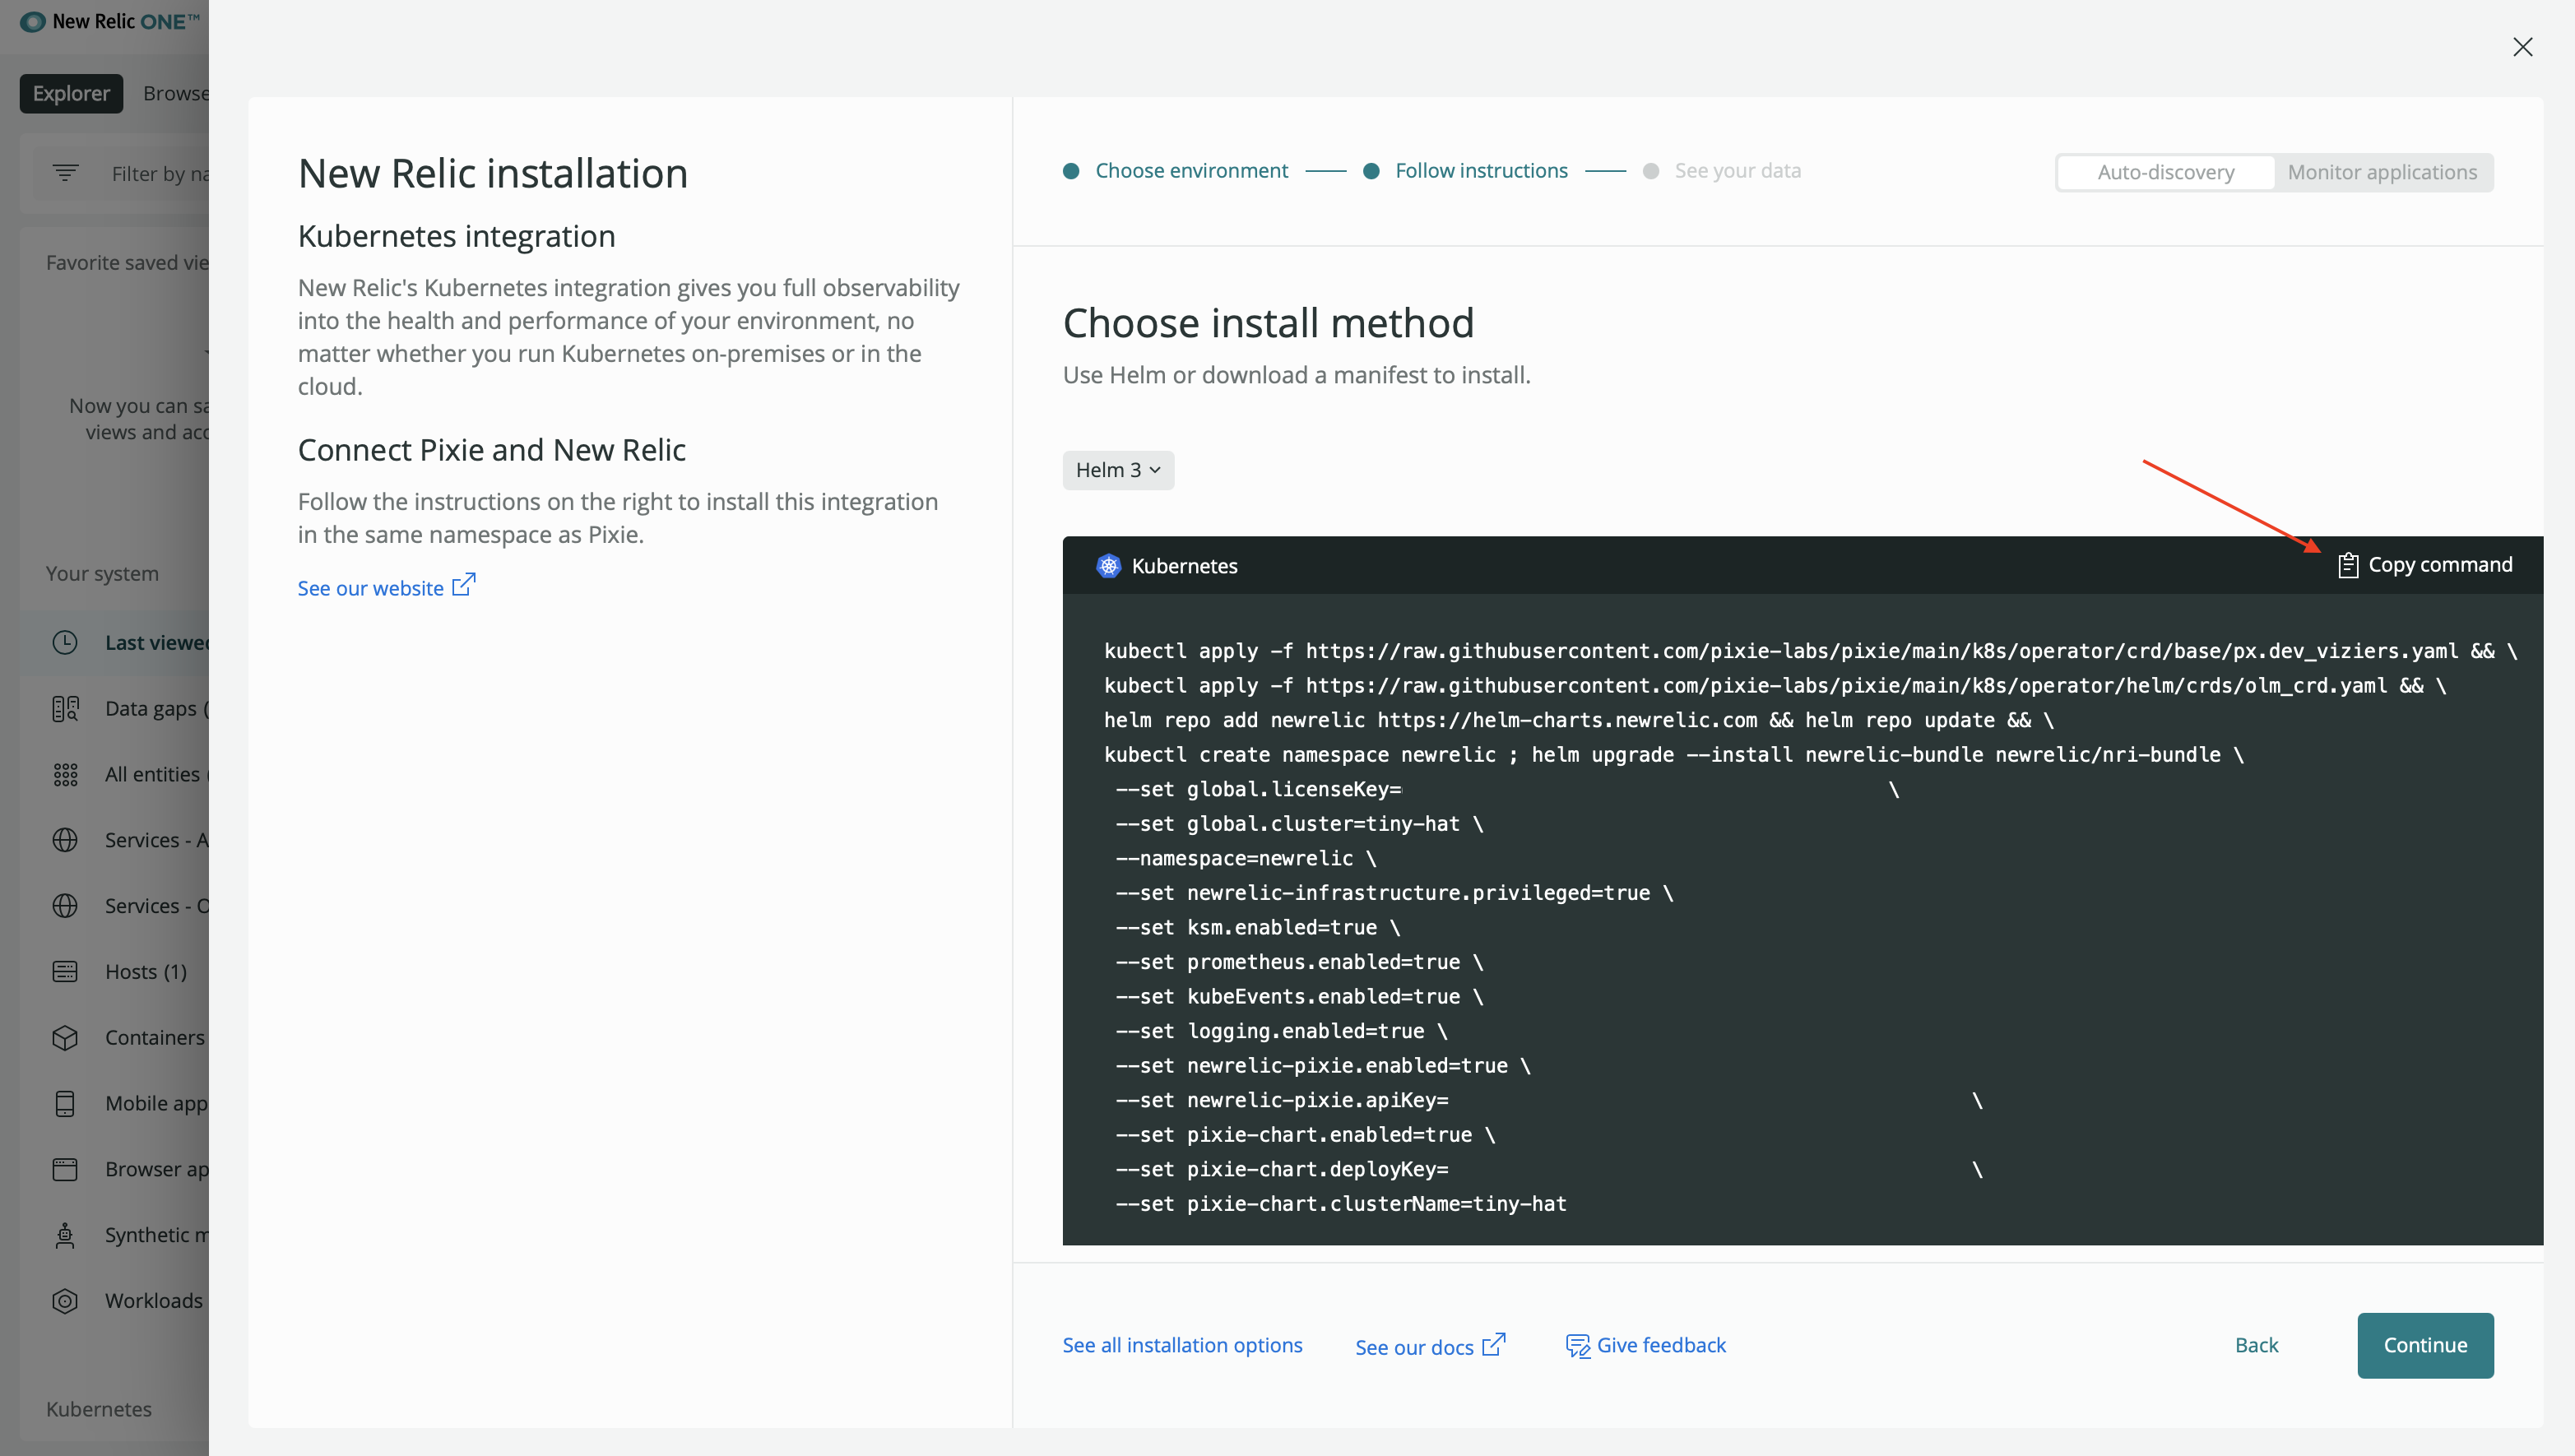 New Relic ONE™
Explorer
Browse
Filter by na
Favorite saved vie
Now you can sa
views and acc
Your system
Last viewed
Data gaps (
All entities (
Services - A
Services - O
Hosts (1)
Containers
Mobile app
Browser ap
Synthetic m
Workloads
Kubernetes
New Relic installation
Kubernetes integration
New Relic's Kubernetes integration gives you full observability
into the health and performance of your environment, no
matter whether you run Kubernetes on-premises or in the
cloud.
Connect Pixie and New Relic
Follow the instructions on the right to install this integration
in the same namespace as Pixie.
See our website
Choose environment
Follow instructions
See your data
Auto-discovery
Monitor applications
Choose install method
Use Helm or download a manifest to install.
Helm 3
Kubernetes
Copy command
kubectl apply -f https://raw.githubusercontent.com/pixie-labs/pixie/main/k8s/operator/crd/base/px.dev_viziers.yaml && \
kubectl apply -f https://raw.githubusercontent.com/pixie-labs/pixie/main/k8s/operator/helm/crds/olm_crd.yaml && \
helm repo add newrelic https://helm-charts.newrelic.com && helm repo update && \
kubectl create namespace newrelic ; helm upgrade --install newrelic-bundle newrelic/nri-bundle \
--set global.licenseKey= \
--set global.cluster=tiny-hat \
--namespace=newrelic \
--set newrelic-infrastructure.privileged=true \
--set ksm.enabled=true \
--set prometheus.enabled=true \
--set kubeEvents.enabled=true \
--set logging.enabled=true \
--set newrelic-pixie.enabled=true \
--set newrelic-pixie.apiKey= \
--set pixie-chart.enabled=true \
--set pixie-chart.deployKey= \
--set pixie-chart.clusterName=tiny-hat
See all installation options
See our docs
Give feedback
Back
Continue